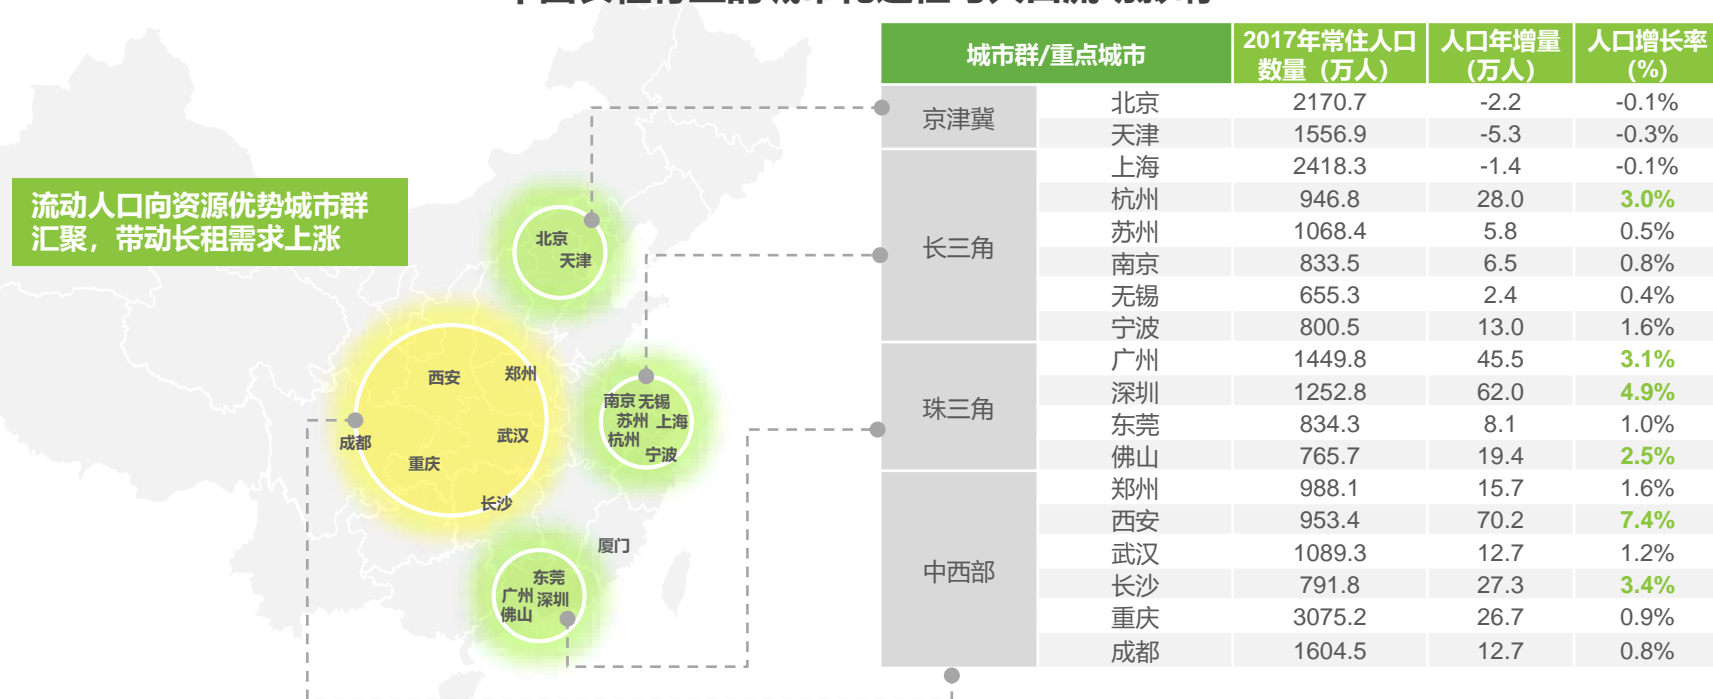 流动人口向资源优势城市群
汇聚，带动长租需求上涨
北京
天津
西安
郑州
成都
武汉
重庆
长沙
南京 无锡
苏州 上海
杭州
宁波
厦门
东莞
广州 深圳
佛山
城市群/重点城市 2017年常住人口数量（万人） 人口年增量（万人） 人口增长率（%）
京津冀 北京 2170.7 -2.2 -0.1%
天津 1556.9 -5.3 -0.3%
长三角 上海 2418.3 -1.4 -0.1%
杭州 946.8 28.0 3.0%
苏州 1068.4 5.8 0.5%
南京 833.5 6.5 0.8%
无锡 655.3 2.4 0.4%
宁波 800.5 13.0 1.6%
珠三角 广州 1449.8 45.5 3.1%
深圳 1252.8 62.0 4.9%
东莞 834.3 8.1 1.0%
佛山 765.7 19.4 2.5%
中西部 郑州 988.1 15.7 1.6%
西安 953.4 70.2 7.4%
武汉 1089.3 12.7 1.2%
长沙 791.8 27.3 3.4%
重庆 3075.2 26.7 0.9%
成都 1604.5 12.7 0.8%